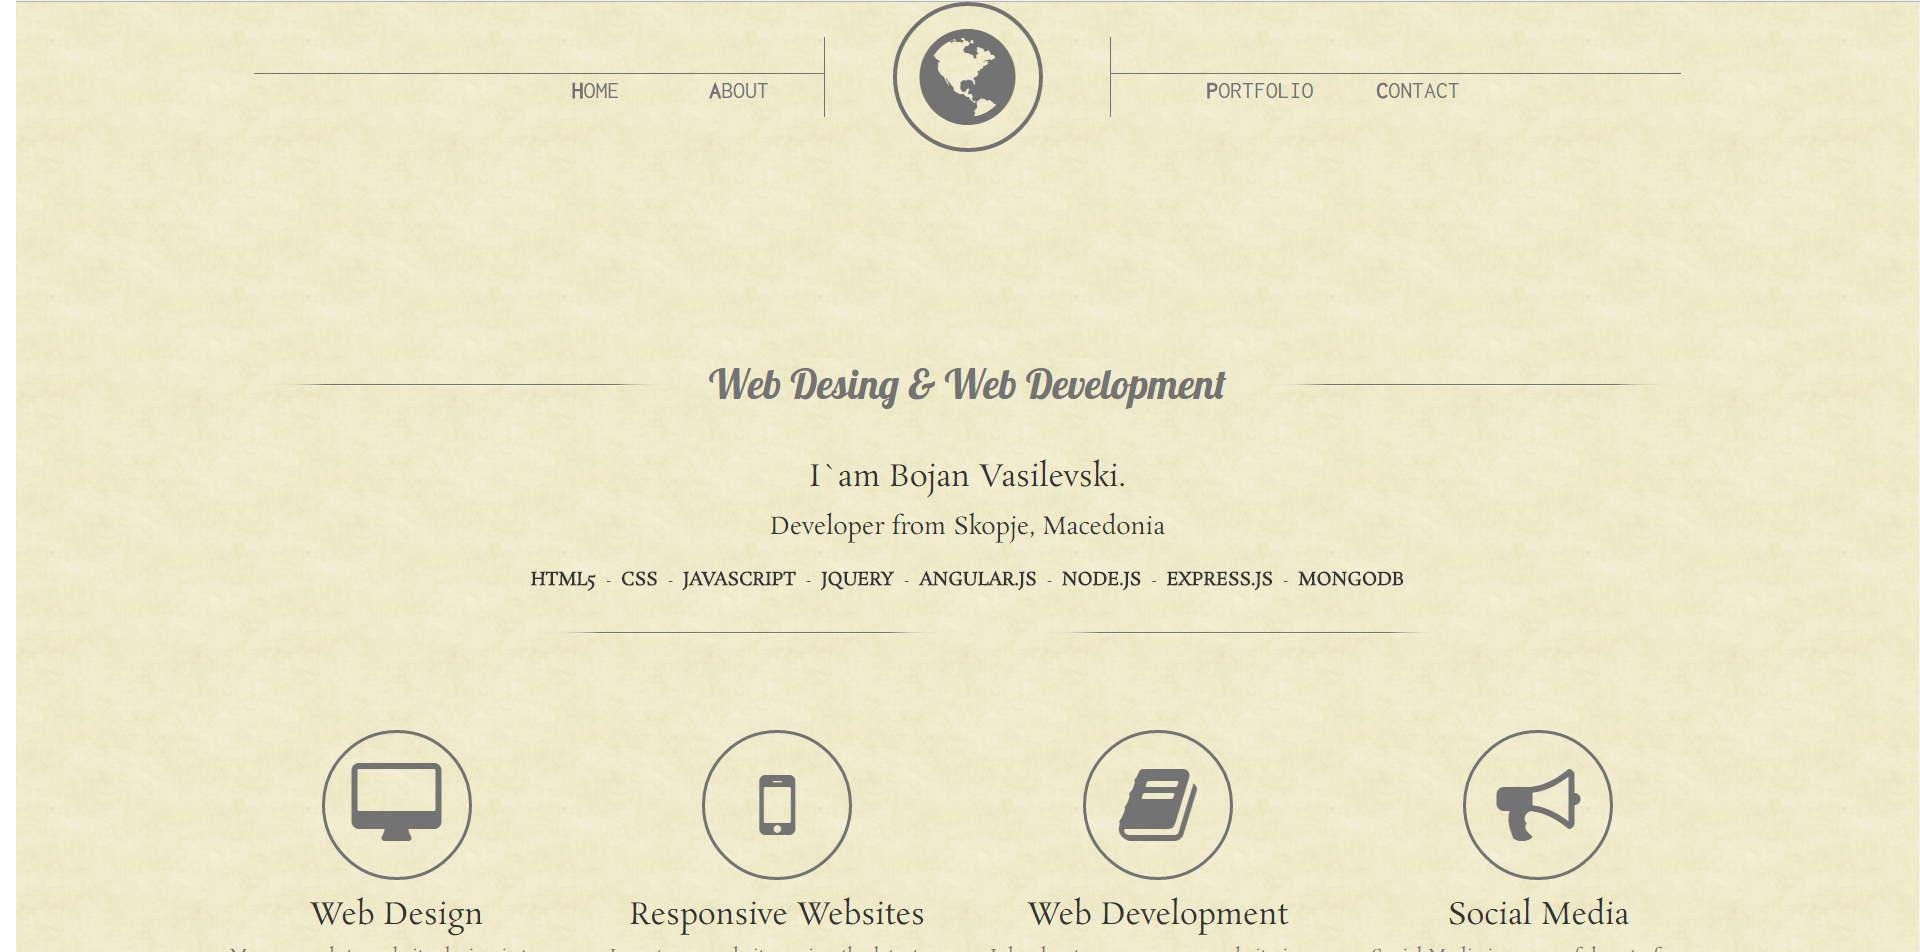 HOME
ABOUT
PORTFOLIO
CONTACT
Web Desing & Web Development
I`am Bojan Vasilevski.
Developer from Skopje, Macedonia
HTML5 - CSS - JAVASCRIPT - JQUERY - ANGULAR.JS - NODE.JS - EXPRESS.JS - MONGODB
Web Design
Responsive Websites
Web Development
Social Media